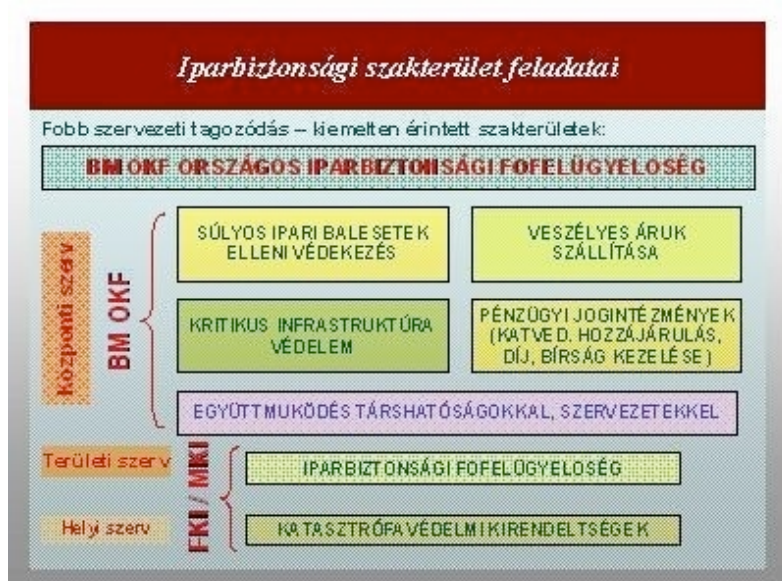 Iparbiztonsági szakterület feladatai
Fobb szervezeti tagozódás – kiemetten érintett szakterületek:
BM OKF ORSZÁGOS IPARBIZTONSÁGI FOFELÜGYELOSÉG
Központi szerv
BM OKF
SÚLYOS IPARI BALESETEK
ELLENI VÉDEKEZÉS
VESZÉLYES ÁRUK
SZÁLLÍTÁSA
KRITIKUS INFRASTRUKTÚRA
VÉDELEM
PÉNZÜGYI JOGINTÉZMÉNYEK
(KATVED. HOZZÁJÁRULÁS,
DÍJ, BÍRSÁG KEZELÉSE)
EGYÜTTMUKÖDÉS TÁRSHATÓSÁGOKKAL, SZERVEZETEKKEL
Területi szerv
FKI / MKI
IPARBIZTONSÁGI FOFELÜGYELOSÉG
Helyi szerv
KATASZTRÓFAVÉDELMI KIRENDELTSÉGEK